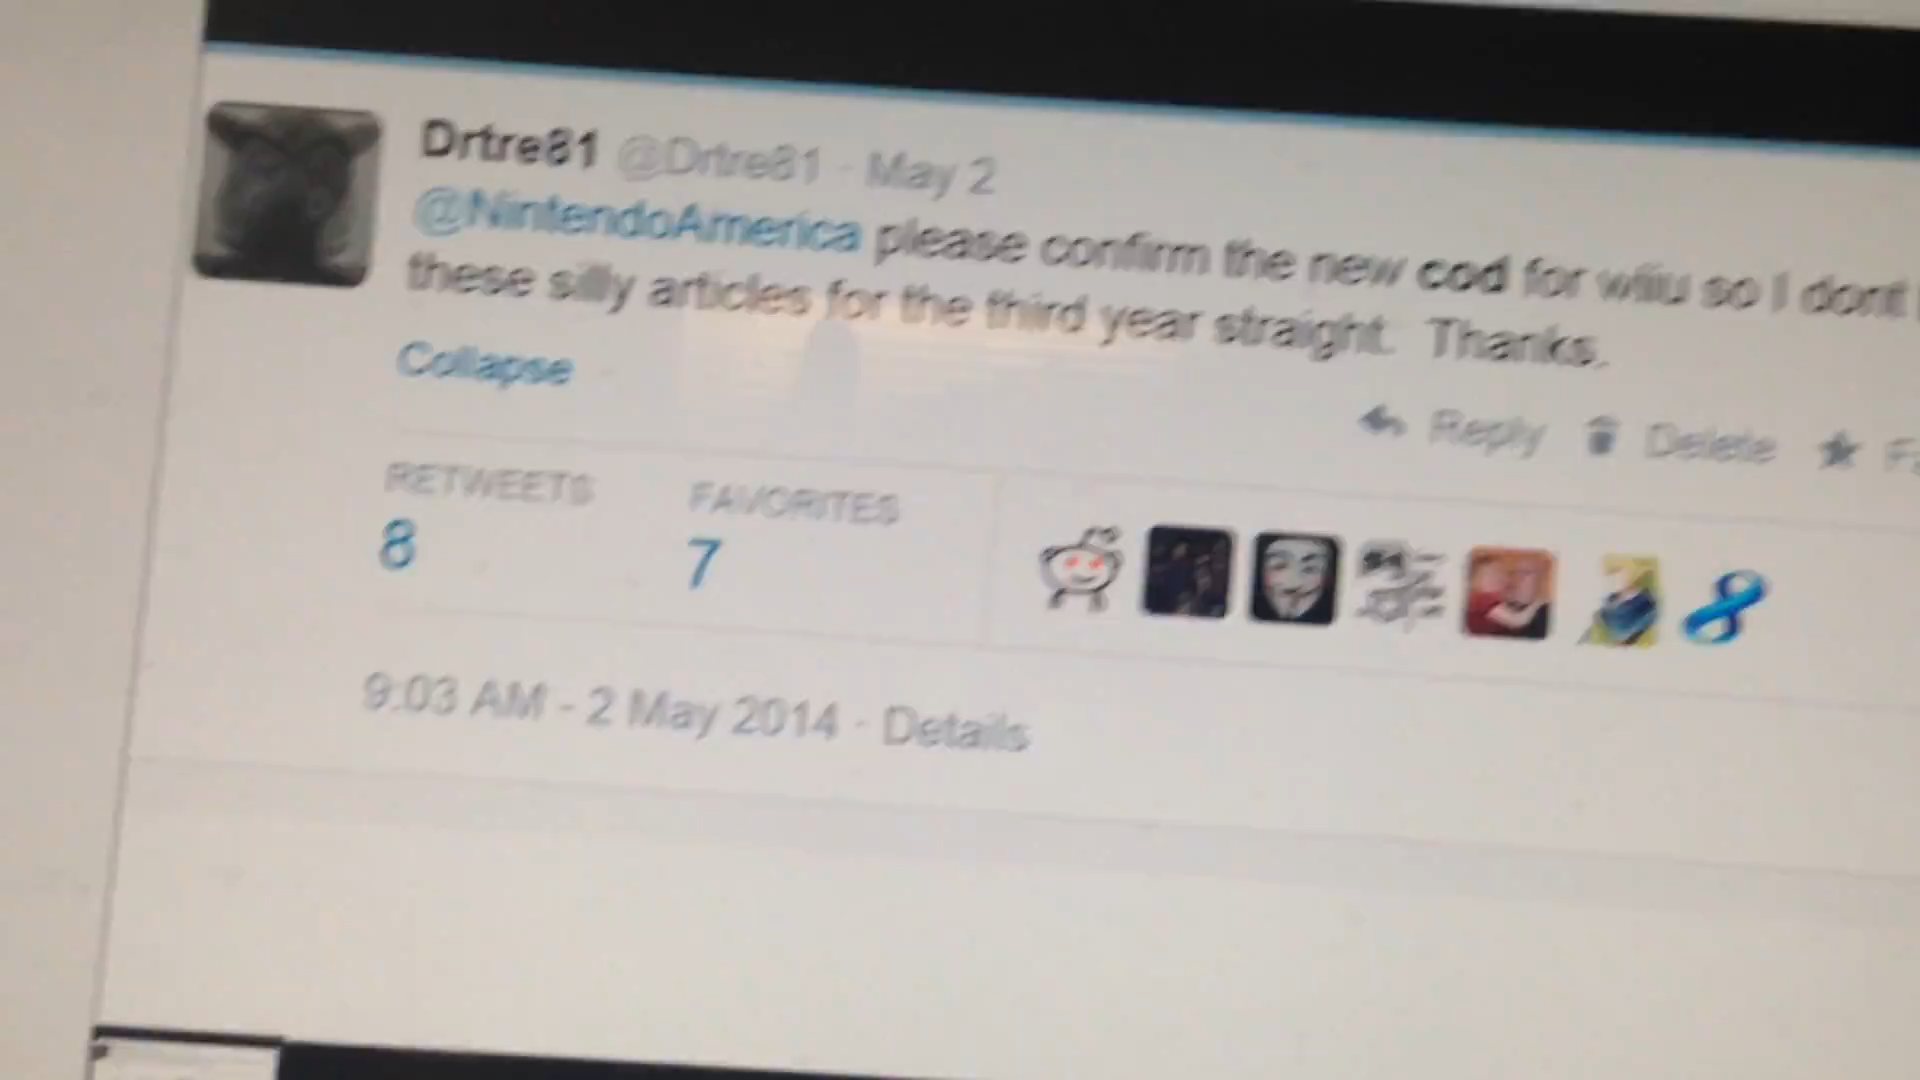 Drtre81 @Drtre81 · May 2
@NintendoAmerica please confirm the new cod for wiiu so I dont
these silly articles for the third year straight. Thanks.
Collapse
Reply Delete
RETWEETS FAVORITES
8 7
9:03 AM - 2 May 2014 · Details